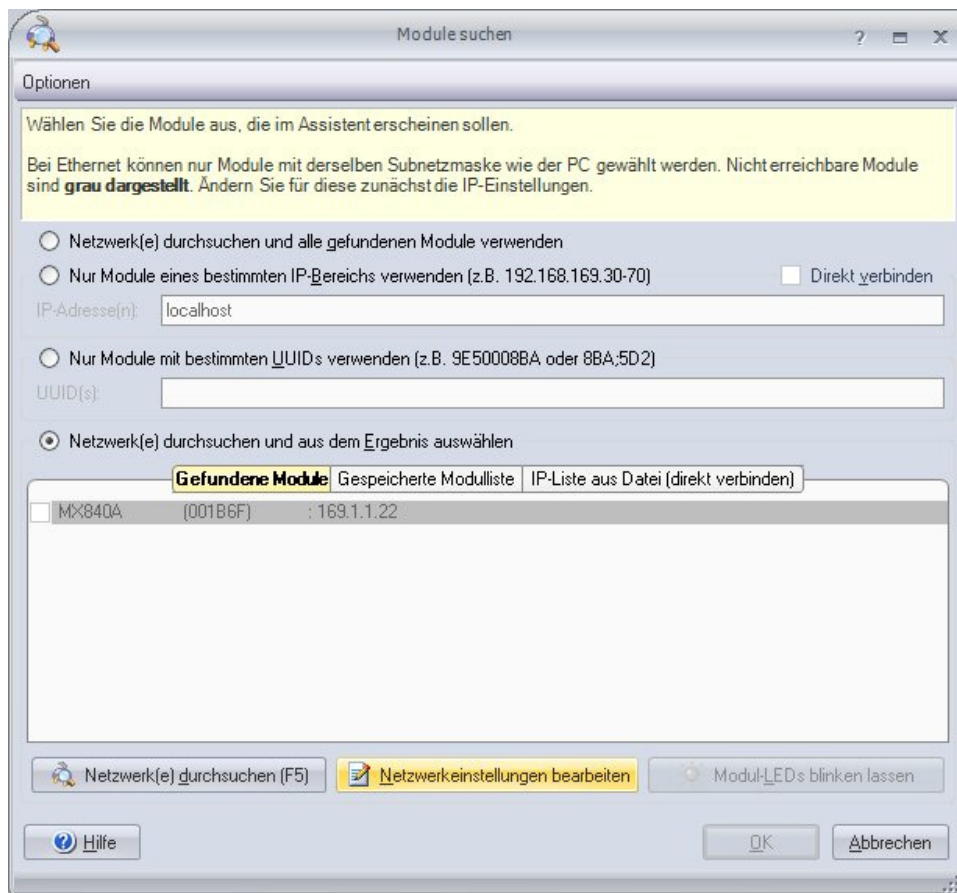 Module suchen
Optionen
Wählen Sie die Module aus, die im Assistent erscheinen sollen.
Bei Ethernet können nur Module mit derselben Subnetzmaske wie der PC gewählt werden. Nicht erreichbare Module
sind grau dargestellt. Ändern Sie für diese zunächst die IP-Einstellungen.
Netzwerk(e) durchsuchen und alle gefundenen Module verwenden
Nur Module eines bestimmten IP-Bereichs verwenden (z.B. 192.168.169.30-70) Direkt verbinden
IP-Adresse(n): localhost
Nur Module mit bestimmten UUIDs verwenden (z.B. 9E50008BA oder 8BA;5D2)
UUID(s):
Netzwerk(e) durchsuchen und aus dem Ergebnis auswählen
Gefundene Module Gespeicherte Modulliste IP-Liste aus Datei (direkt verbinden)
MX840A (001B6F) : 169.1.1.22
Netzwerk(e) durchsuchen (F5) Netzwerkeinstellungen bearbeiten Modul-LEDs blinken lassen
Hilfe OK Abbrechen